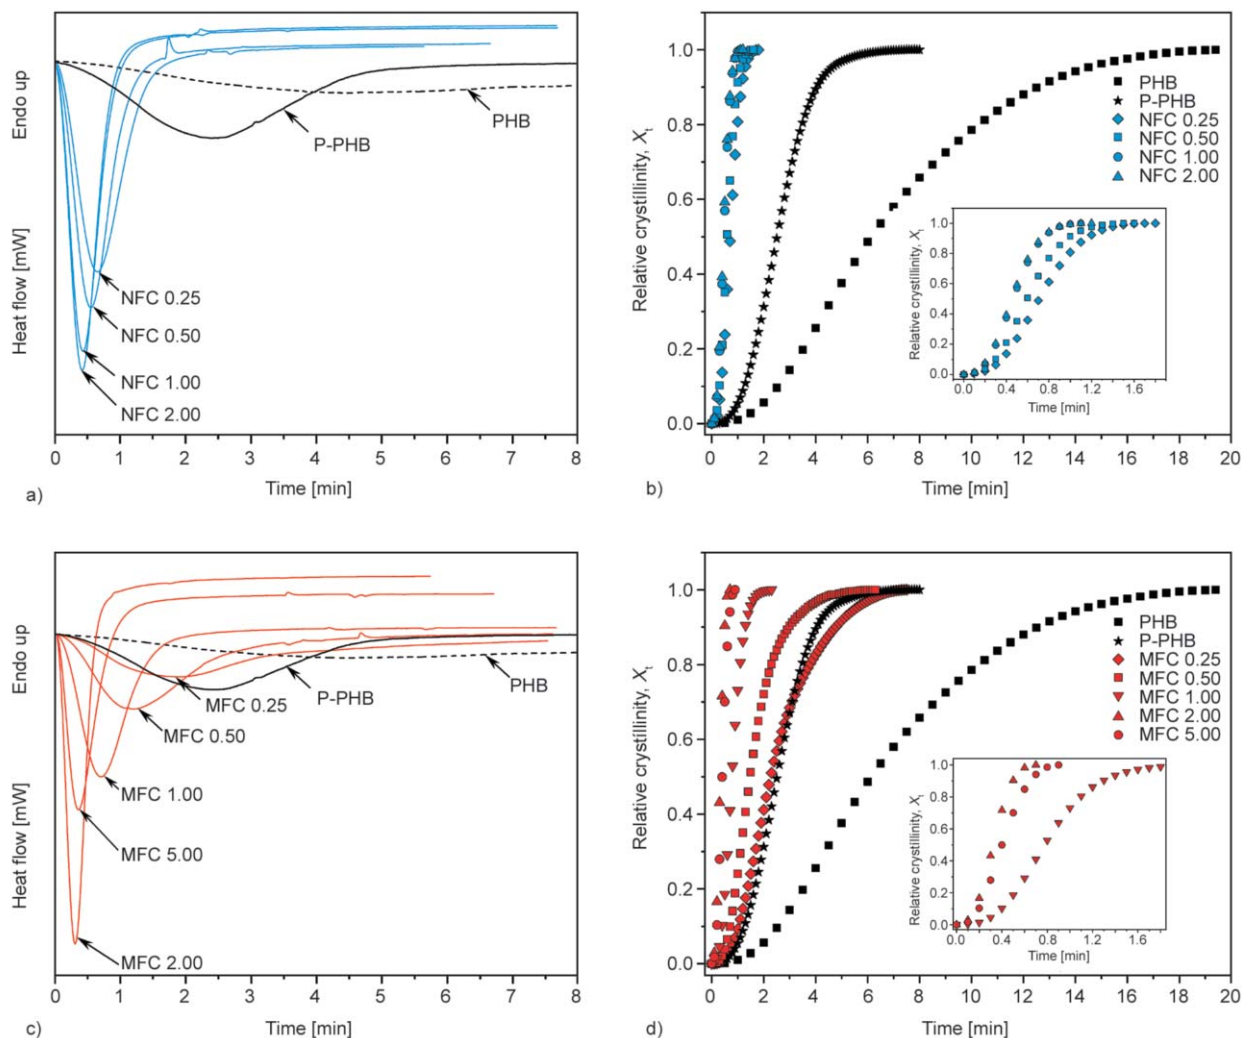 Endo up
Heat flow [mW]
PHB
P-PHB
NFC 0.25
NFC 0.50
NFC 1.00
NFC 2.00
0 1 2 3 4 5 6 7 8
Time [min]
a)
Relative crystillinity, Xt
1.0
0.8
0.6
0.4
0.2
0.0
PHB
P-PHB
NFC 0.25
NFC 0.50
NFC 1.00
NFC 2.00
Relative crystillinity, Xt
1.0
0.8
0.6
0.4
0.2
0.0
0.0 0.4 0.8 1.2 1.6
Time [min]
0 2 4 6 8 10 12 14 16 18 20
Time [min]
b)
Endo up
Heat flow [mW]
PHB
P-PHB
MFC 0.25
MFC 0.50
MFC 1.00
MFC 5.00
MFC 2.00
0 1 2 3 4 5 6 7 8
Time [min]
c)
Relative crystillinity, Xt
1.0
0.8
0.6
0.4
0.2
0.0
PHB
P-PHB
MFC 0.25
MFC 0.50
MFC 1.00
MFC 2.00
MFC 5.00
Relative crystillinity, Xt
1.0
0.8
0.6
0.4
0.2
0.0
0.0 0.4 0.8 1.2 1.6
Time [min]
0 2 4 6 8 10 12 14 16 18 20
Time [min]
d)